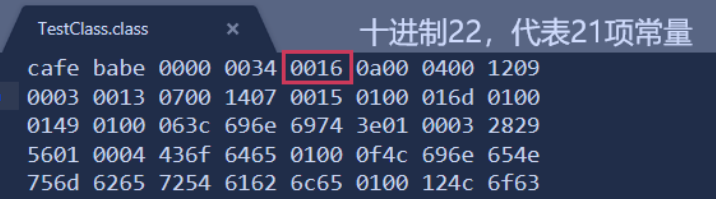 TestClass.class ×
十进制22，代表21项常量
cafe babe 0000 0034 0016 0a00 0400 1209
0003 0013 0700 1407 0015 0100 016d 0100
0149 0100 063c 696e 6974 3e01 0003 2829
5601 0004 436f 6465 0100 0f4c 696e 654e
756d 6265 7254 6162 6c65 0100 124c 6f63